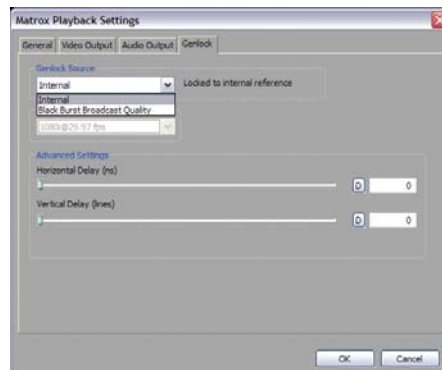 Matrox Playback Settings
General Video Output Audio Output Genlock
Genlock Source
Internal Locked to internal reference
Internal
Black Burst Broadcast Quality
1080i@29.97 fps
Advanced Settings
Horizontal Delay (ns)
D 0
Vertical Delay (lines)
D 0
OK Cancel